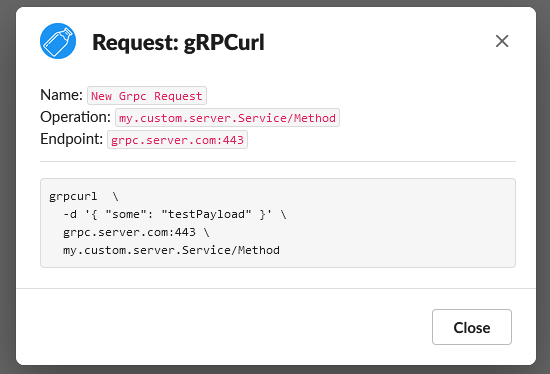 Request: gRPCurl
Name: New Grpc Request
Operation: my.custom.server.Service/Method
Endpoint: grpc.server.com:443
grpcurl  \
  -d '{ "some": "testPayload" }' \
  grpc.server.com:443 \
  my.custom.server.Service/Method
Close